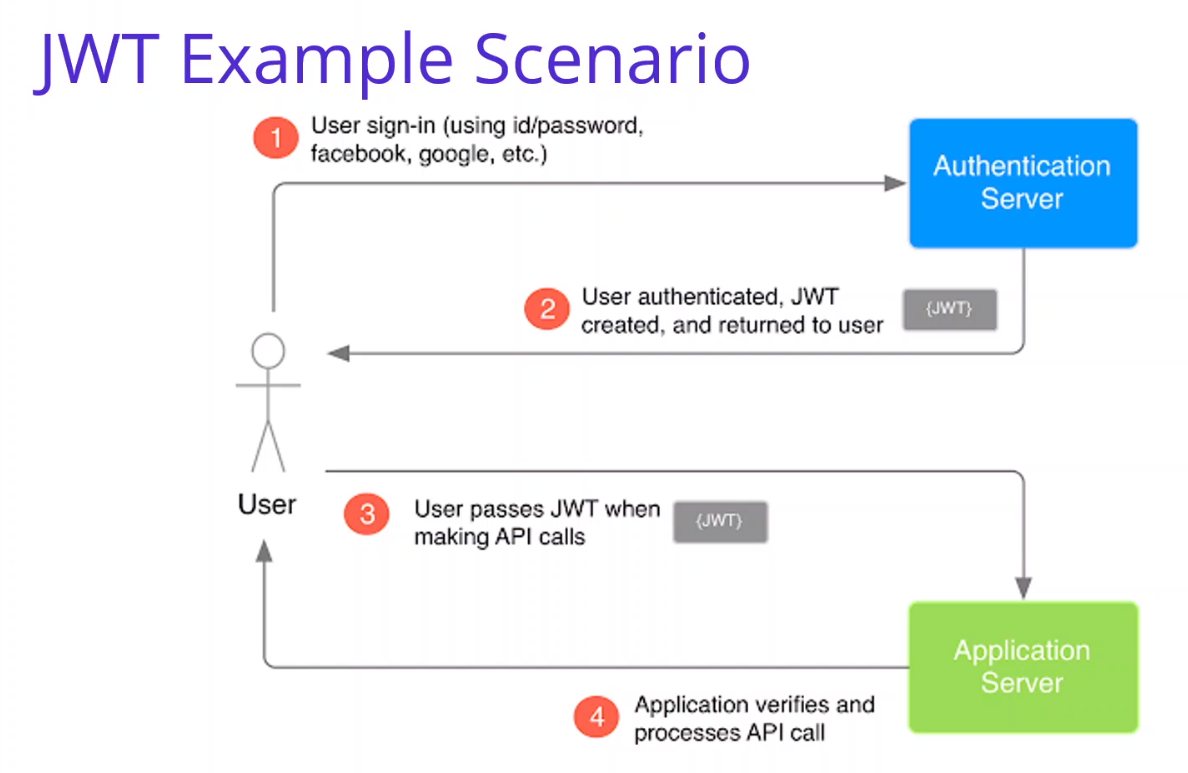 JWT Example Scenario
1
User sign-in (using id/password,
facebook, google, etc.)
Authentication
Server
2
User authenticated, JWT
created, and returned to user
{JWT}
User
3
User passes JWT when
making API calls
{JWT}
Application
Server
4
Application verifies and
processes API call